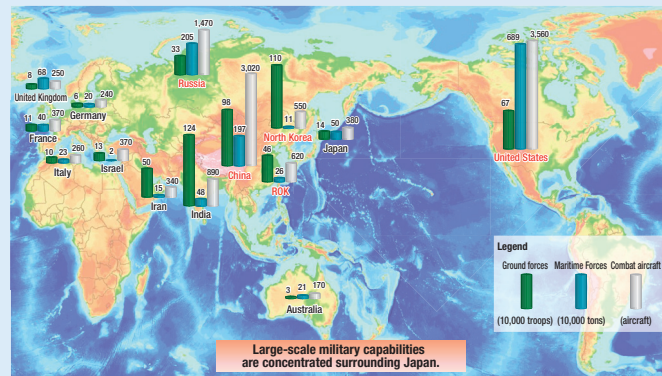 1,470
205
33
Russia
8 68 250
United Kingdom
6 20 240
Germany
11 40 370
France
10 23 260
Italy
13 2 370
Israel
50
15
340
Iran
124
48
890
India
98
197
3,020
China
110
11
550
North Korea
46
26
620
ROK
14 50 380
Japan
3 21 170
Australia
67
689
3,560
United States
Legend
Ground forces Maritime Forces Combat aircraft
(10,000 troops) (10,000 tons) (aircraft)
Large-scale military capabilities
are concentrated surrounding Japan.